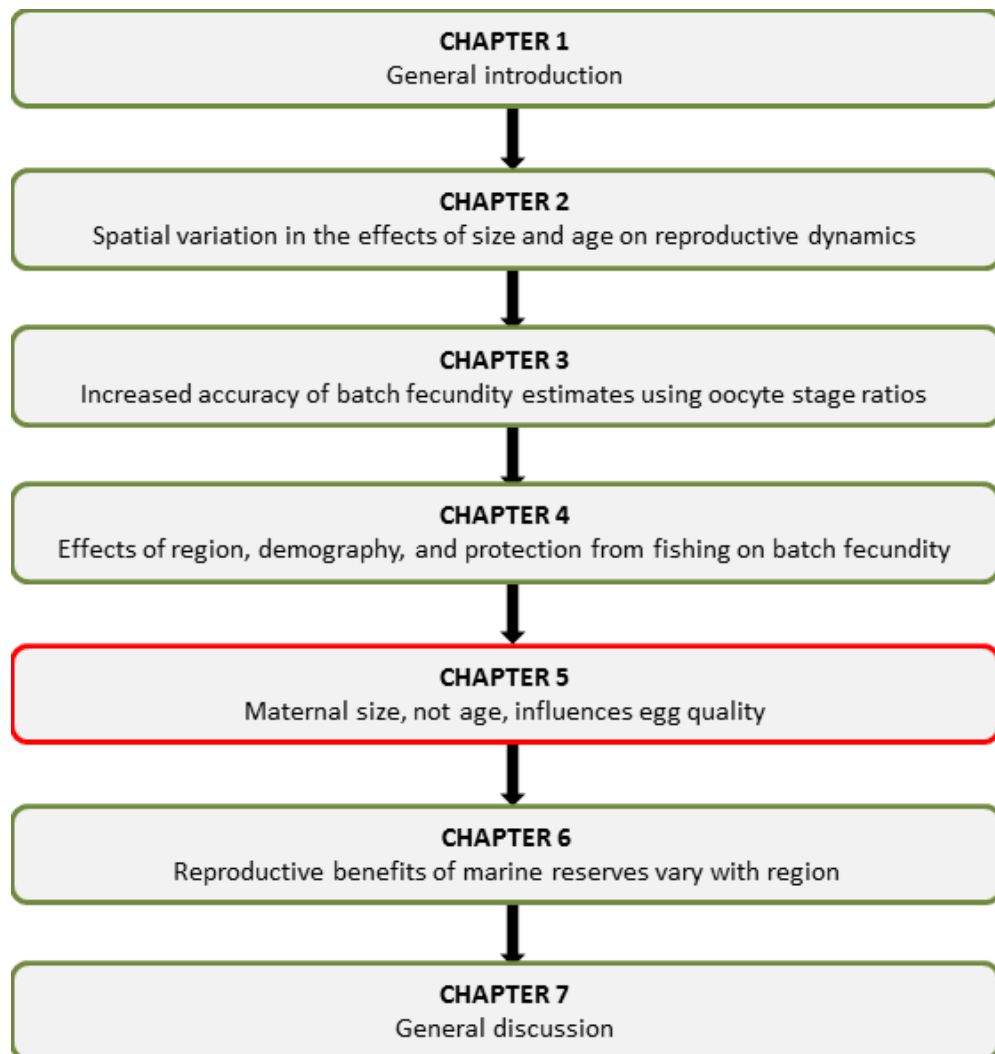 CHAPTER 1
General introduction
CHAPTER 2
Spatial variation in the effects of size and age on reproductive dynamics
CHAPTER 3
Increased accuracy of batch fecundity estimates using oocyte stage ratios
CHAPTER 4
Effects of region, demography, and protection from fishing on batch fecundity
CHAPTER 5
Maternal size, not age, influences egg quality
CHAPTER 6
Reproductive benefits of marine reserves vary with region
CHAPTER 7
General discussion